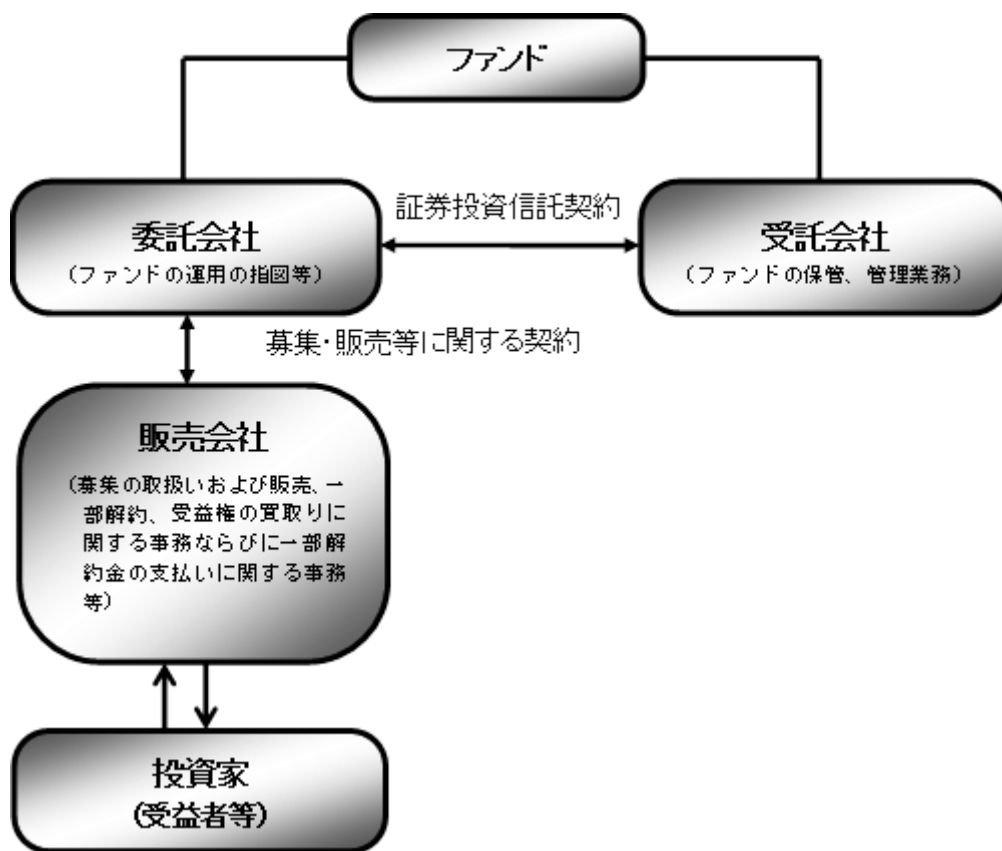 ファンド
証券投資信託契約
委託会社
(ファンドの運用の指図等)
受託会社
(ファンドの保管、管理業務)
募集・販売等に関する契約
販売会社
(募集の取扱いおよび販売、一
部解約、受益権の買取りに
関する事務ならびに一部解
約金の支払いに関する事務
等)
投資家
(受益者等)